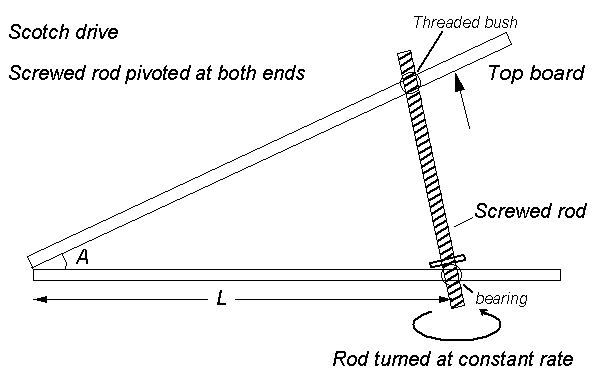 Scotch drive
Threaded bush
Screwed rod pivoted at both ends
Top board
Screwed rod
A
L
bearing
Rod turned at constant rate